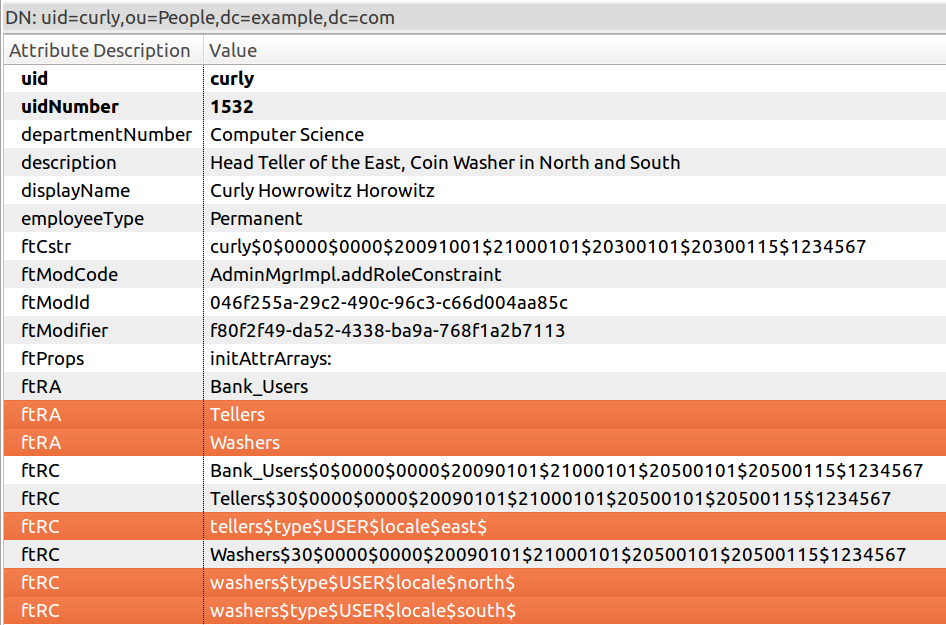 DN: uid=curly,ou=People,dc=example,dc=com
Attribute Description Value
uid curly
uidNumber 1532
departmentNumber Computer Science
description Head Teller of the East, Coin Washer in North and South
displayName Curly Howrowitz Horowitz
employeeType Permanent
ftCstr curly$0$0000$0000$20091001$21000101$20300101$20300115$1234567
ftModCode AdminMgrImpl.addRoleConstraint
ftModId 046f255a-29c2-490c-96c3-c66d004aa85c
ftModifier f80f2f49-da52-4338-ba9a-768f1a2b7113
ftProps initAttrArrays:
ftRA Bank_Users
ftRA Tellers
ftRA Washers
ftRC Bank_Users$0$0000$0000$20090101$21000101$20500101$20500115$1234567
ftRC Tellers$30$0000$0000$20090101$21000101$20500101$20500115$1234567
ftRC tellers$type$USER$locale$east$
ftRC Washers$30$0000$0000$20090101$21000101$20500101$20500115$1234567
ftRC washers$type$USER$locale$north$
ftRC washers$type$USER$locale$south$